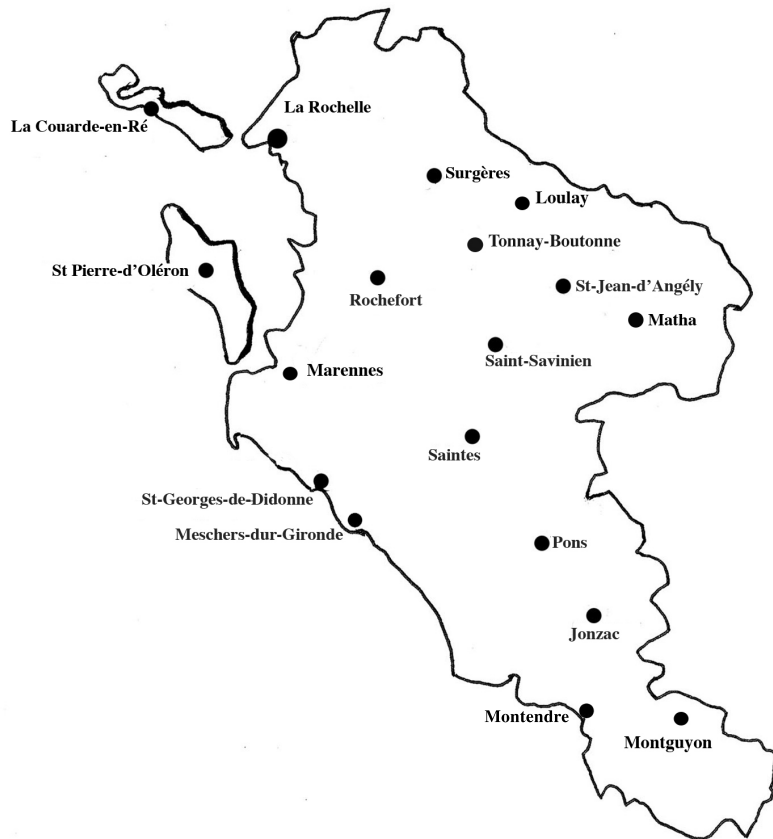 La Rochelle
La Couarde-en-Ré
Surgères
Loulay
Tonnay-Boutonne
St Pierre-d'Oléron
Rochefort
St-Jean-d'Angély
Matha
Saint-Savinien
Marennes
Saintes
St-Georges-de-Didonne
Meschers-dur-Gironde
Pons
Jonzac
Montendre
Montguyon